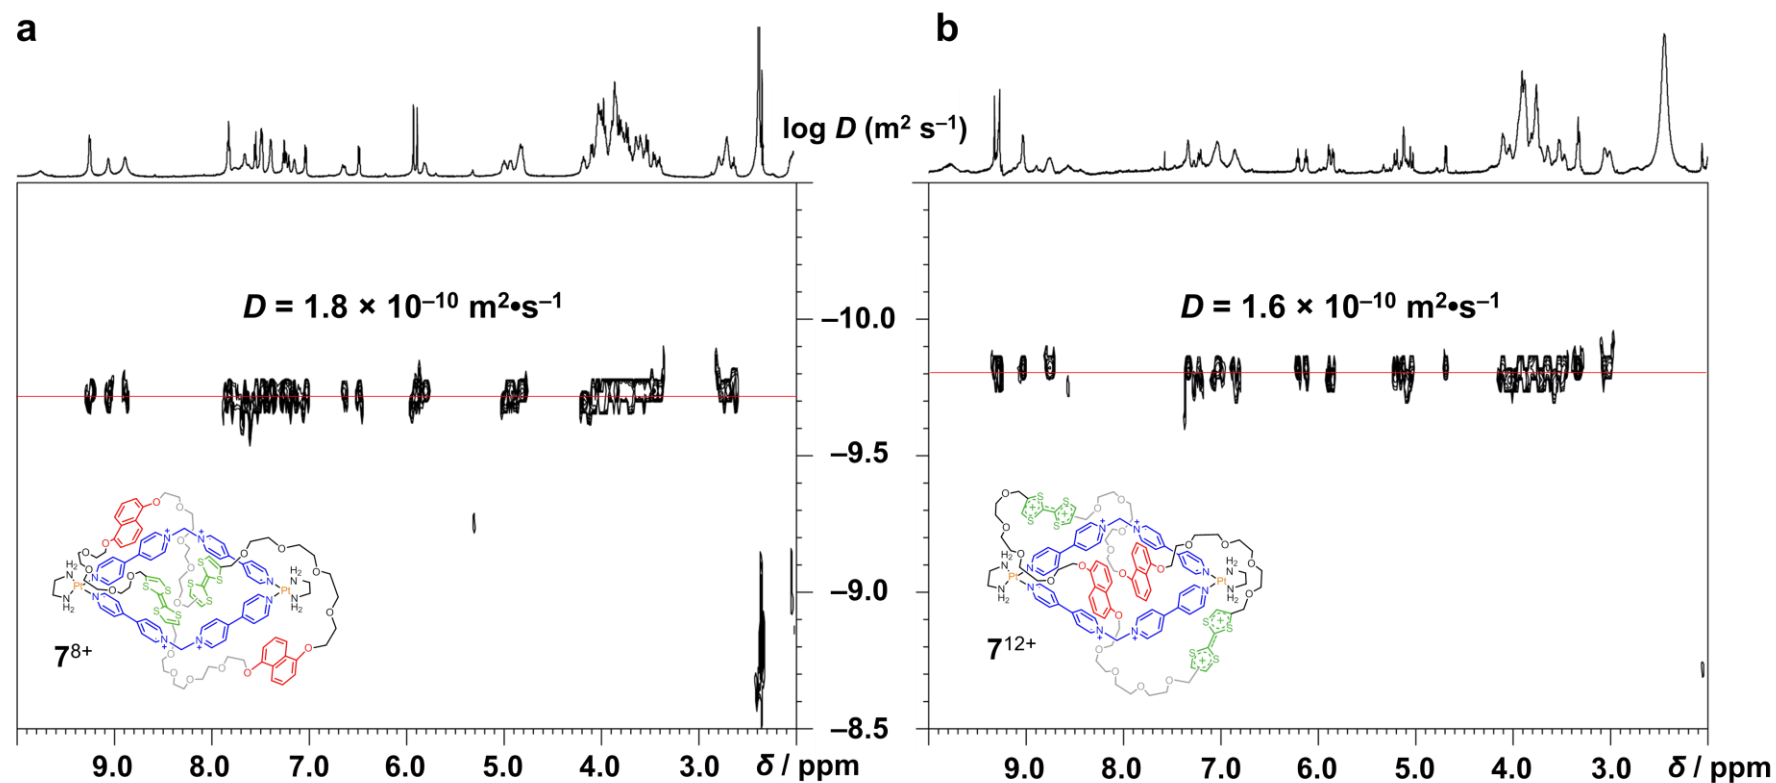 a
b
log D (m² s⁻¹)
D = 1.8 × 10⁻¹⁰ m²•s⁻¹
D = 1.6 × 10⁻¹⁰ m²•s⁻¹
–10.0
–9.5
–9.0
–8.5
7⁸⁺
7¹²⁺
9.0 8.0 7.0 6.0 5.0 4.0 3.0 δ / ppm
9.0 8.0 7.0 6.0 5.0 4.0 3.0 δ / ppm